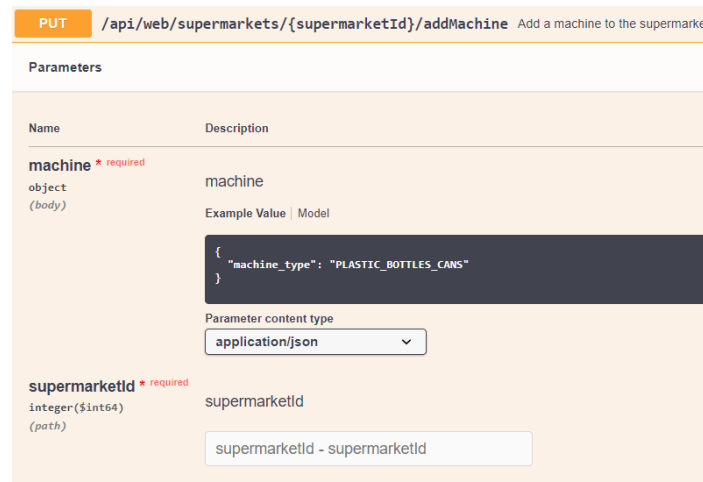 PUT /api/web/supermarkets/{supermarketId}/addMachine Add a machine to the supermarke
Parameters
Name Description
machine * required machine
object
(body)
Example Value Model
{
"machine_type": "PLASTIC_BOTTLES_CANS"
}
Parameter content type
application/json
supermarketId * required supermarketId
integer($int64)
(path)
supermarketId - supermarketId